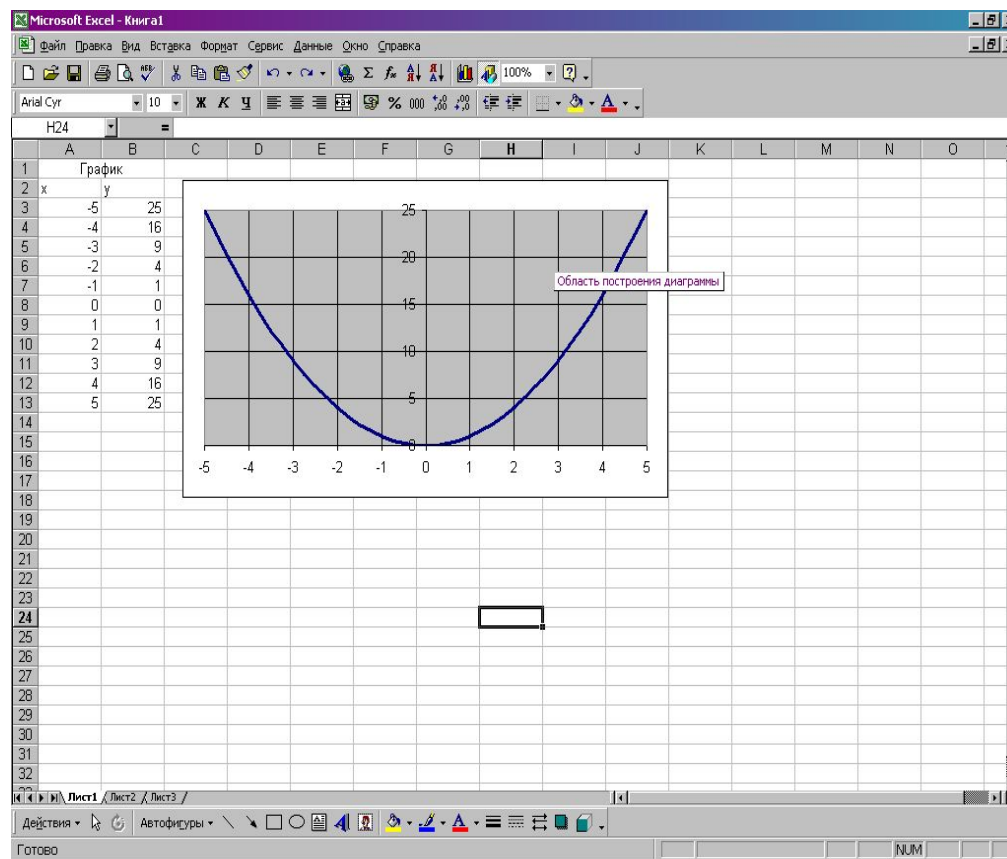 Microsoft Excel - Книга1
Файл Правка Вид Вставка Формат Сервис Данные Окно Справка
100%
Arial Cyr 10 Ж К Ч % 000
H24 =
A B C D E F G H I J K L M N O
1 График
2 x y
3 -5 25
4 -4 16
5 -3 9
6 -2 4
7 -1 1
8 0 0
9 1 1
10 2 4
11 3 9
12 4 16
13 5 25
14
15
16
17
18
19
20
21
22
23
24
25
26
27
28
29
30
31
32
25
20
Область построения диаграммы
15
10
5
0
-5 -4 -3 -2 -1 0 1 2 3 4 5
Лист1 Лист2 Лист3
Действия Автофигуры
Готово NUM